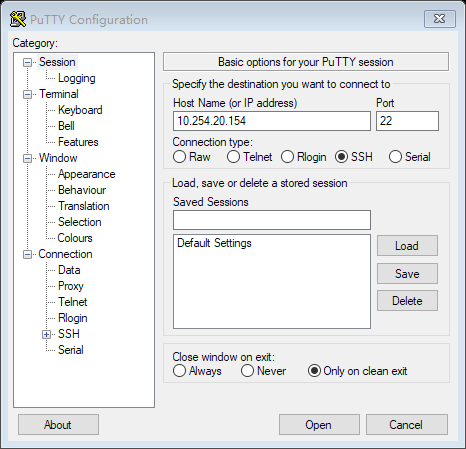 PuTTY Configuration
Category:
Session
Logging
Terminal
Keyboard
Bell
Features
Window
Appearance
Behaviour
Translation
Selection
Colours
Connection
Data
Proxy
Telnet
Rlogin
SSH
Serial
Basic options for your PuTTY session
Specify the destination you want to connect to
Host Name (or IP address) Port
10.254.20.154 22
Connection type:
Raw Telnet Rlogin SSH Serial
Load, save or delete a stored session
Saved Sessions
Default Settings
Load
Save
Delete
Close window on exit:
Always Never Only on clean exit
About Open Cancel